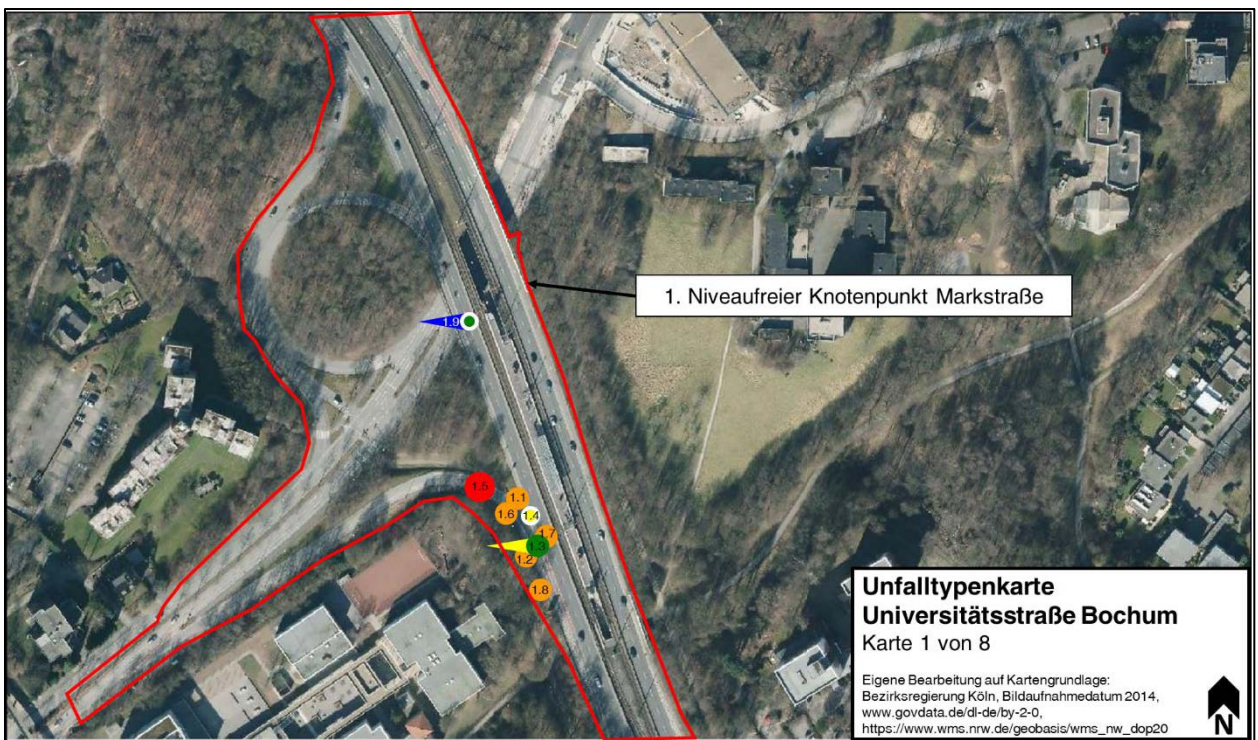 1. Niveaufreier Knotenpunkt Markstraße
1.9
1.5
1.1
1.6
1.4
1.7
1.3
1.2
1.8
Unfalltypenkarte
Universitätsstraße Bochum
Karte 1 von 8
Eigene Bearbeitung auf Kartengrundlage:
Bezirksregierung Köln, Bildaufnahmedatum 2014,
www.govdata.de/dl-de/by-2-0,
https://www.wms.nrw.de/geobasis/wms_nw_dop20
N